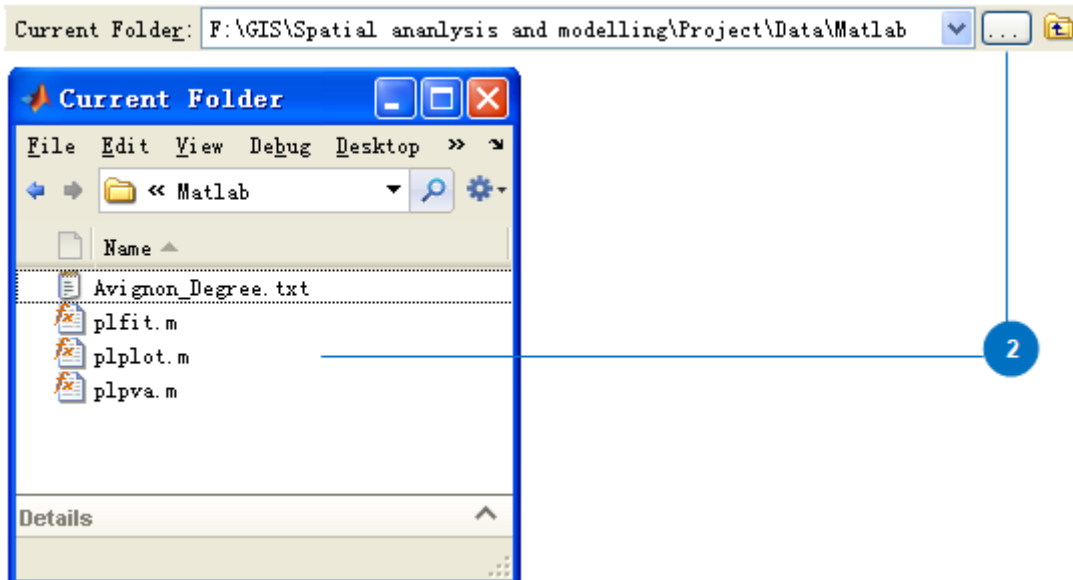 Current Folder: F:\GIS\Spatial ananlysis and modelling\Project\Data\Matlab ...
Current Folder
File Edit View Debug Desktop »
« Matlab
Name
Avignon_Degree.txt
plfit.m
plplot.m
2
plpva.m
Details